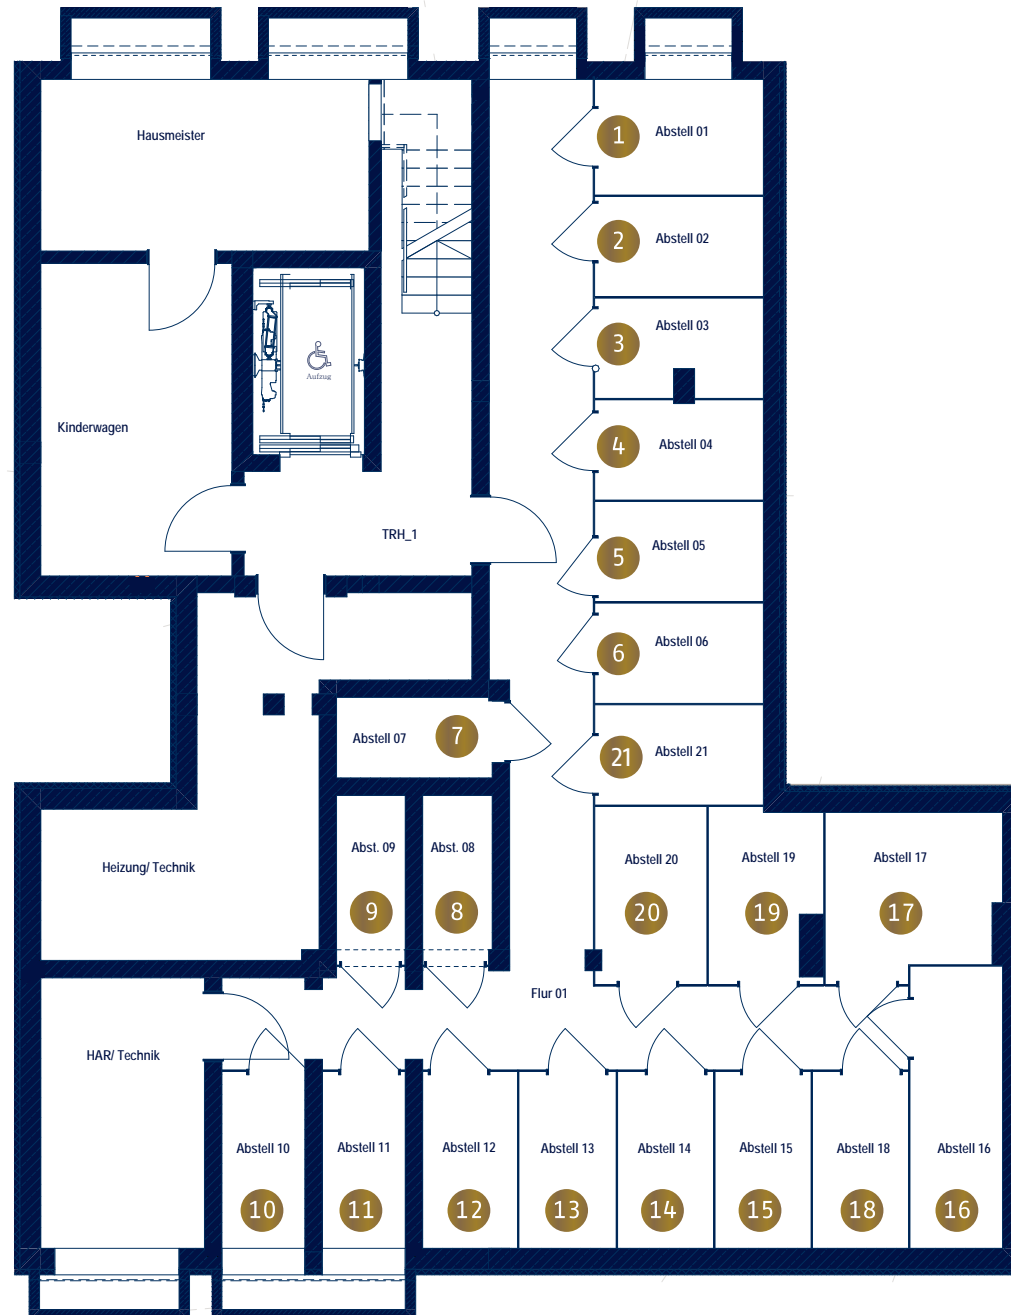 Hausmeister
1 Abstell 01
2 Abstell 02
3 Abstell 03
Aufzug
Kinderwagen
4 Abstell 04
TRH_1
5 Abstell 05
6 Abstell 06
Abstell 07 7
21 Abstell 21
Abst. 09
9
Abst. 08
8
Heizung/ Technik
Abstell 20
20
Abstell 19
19
Abstell 17
17
Flur 01
HAR/ Technik
Abstell 10
10
Abstell 11
11
Abstell 12
12
Abstell 13
13
Abstell 14
14
Abstell 15
15
Abstell 18
18
Abstell 16
16